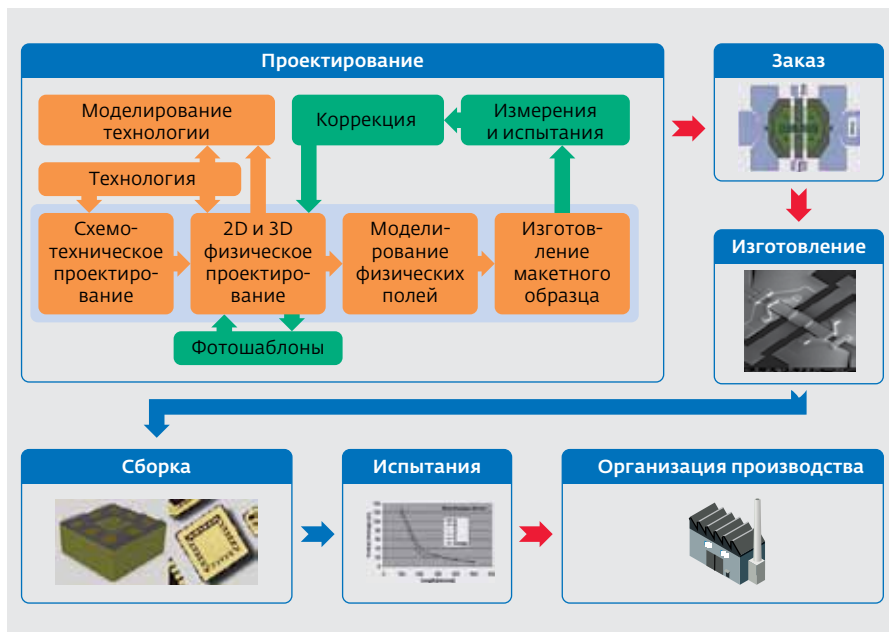 Проектирование
Моделирование
технологии
Коррекция
Измерения
и испытания
Технология
Схемо-
техническое
проектиро-
вание
2D и 3D
физическое
проектиро-
вание
Модели-
рование
физических
полей
Изготов-
ление
макетного
образца
Фотошаблоны
Заказ
Изготовление
Сборка
Испытания
Организация производства